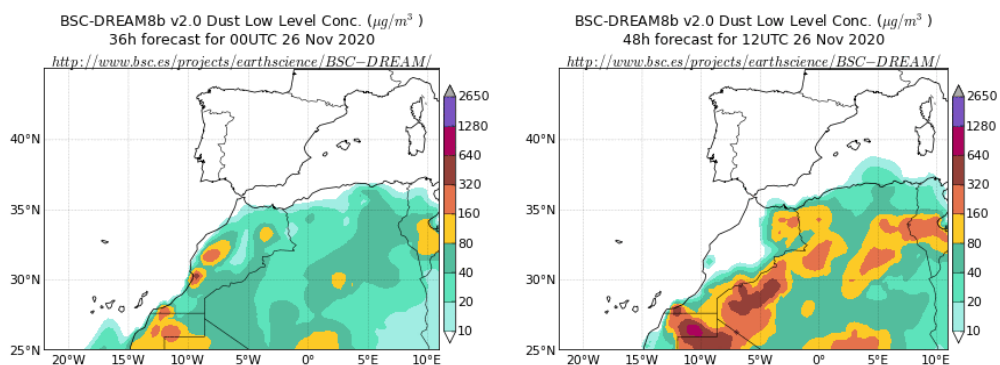 BSC-DREAM8b v2.0 Dust Low Level Conc. (μg/m³ )
36h forecast for 00UTC 26 Nov 2020
http://www.bsc.es/projects/earthscience/BSC−DREAM/
40°N
35°N
30°N
25°N
20°W
15°W
10°W
5°W
0°
5°E
10°E
2650
1280
640
320
160
80
40
20
10
BSC-DREAM8b v2.0 Dust Low Level Conc. (μg/m³ )
48h forecast for 12UTC 26 Nov 2020
http://www.bsc.es/projects/earthscience/BSC−DREAM/
40°N
35°N
30°N
25°N
20°W
15°W
10°W
5°W
0°
5°E
10°E
2650
1280
640
320
160
80
40
20
10